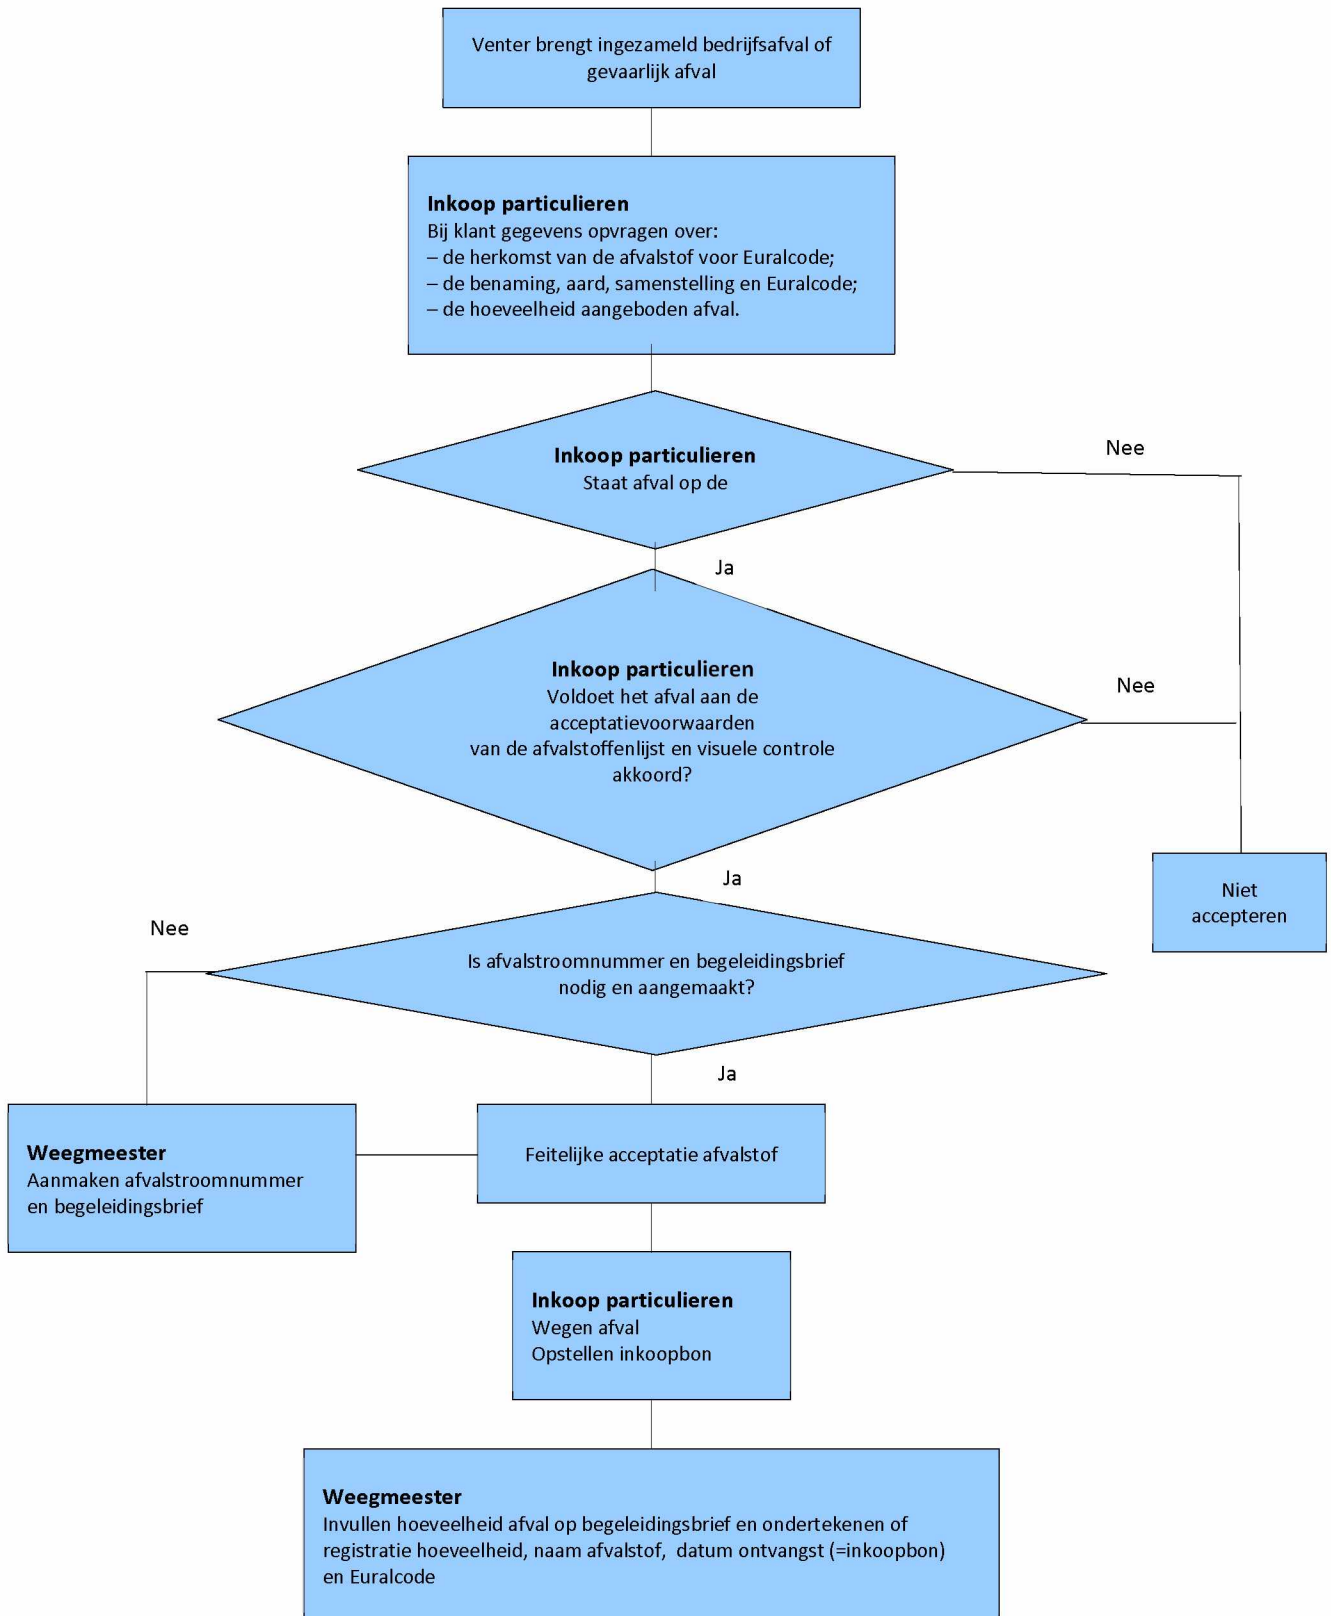 Venter brengt ingezameld bedrijfsafval of
gevaarlijk afval
Inkoop particulieren
Bij klant gegevens opvragen over:
– de herkomst van de afvalstof voor Euralcode;
– de benaming, aard, samenstelling en Euralcode;
– de hoeveelheid aangeboden afval.
Inkoop particulieren
Staat afval op de
Nee
Ja
Inkoop particulieren
Voldoet het afval aan de
acceptatievoorwaarden
van de afvalstoffenlijst en visuele controle
akkoord?
Nee
Ja
Niet
accepteren
Nee
Is afvalstroomnummer en begeleidingsbrief
nodig en aangemaakt?
Ja
Weegmeester
Aanmaken afvalstroomnummer
en begeleidingsbrief
Feitelijke acceptatie afvalstof
Inkoop particulieren
Wegen afval
Opstellen inkoopbon
Weegmeester
Invullen hoeveelheid afval op begeleidingsbrief en ondertekenen of
registratie hoeveelheid, naam afvalstof, datum ontvangst (=inkoopbon)
en Euralcode